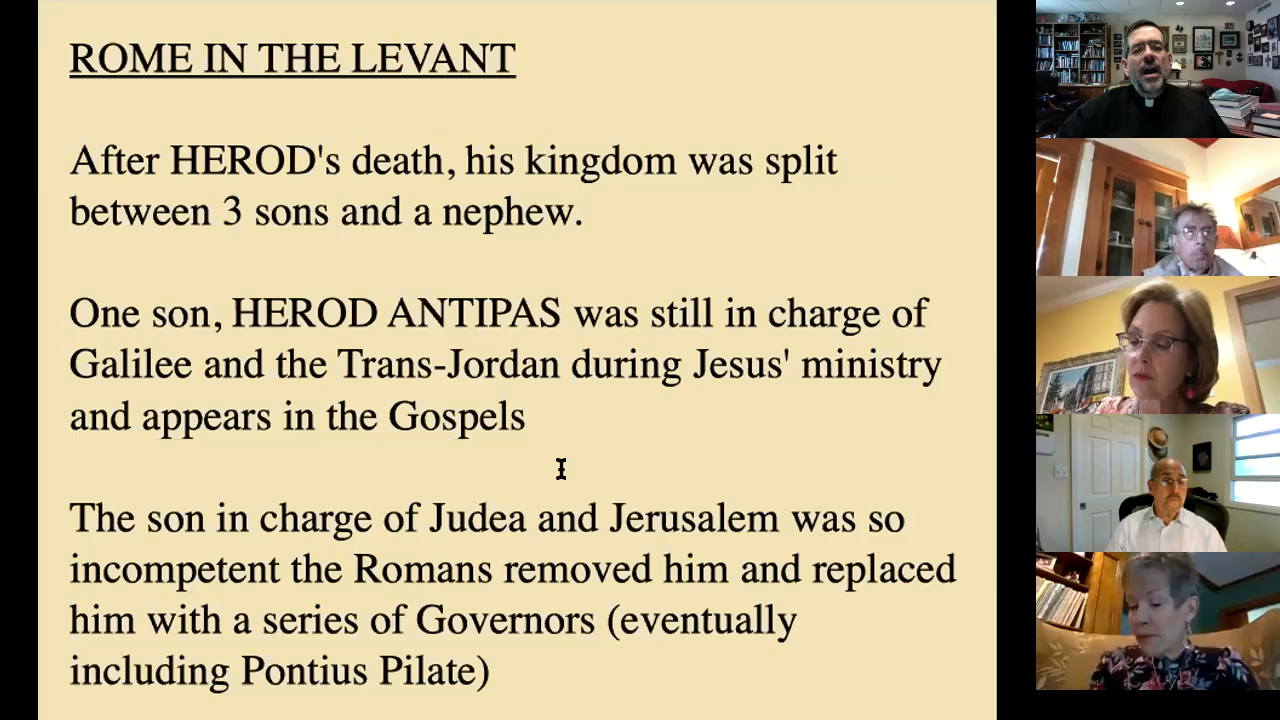 ROME IN THE LEVANT
After HEROD's death, his kingdom was split
between 3 sons and a nephew.
One son, HEROD ANTIPAS was still in charge of
Galilee and the Trans-Jordan during Jesus' ministry
and appears in the Gospels
The son in charge of Judea and Jerusalem was so
incompetent the Romans removed him and replaced
him with a series of Governors (eventually
including Pontius Pilate)